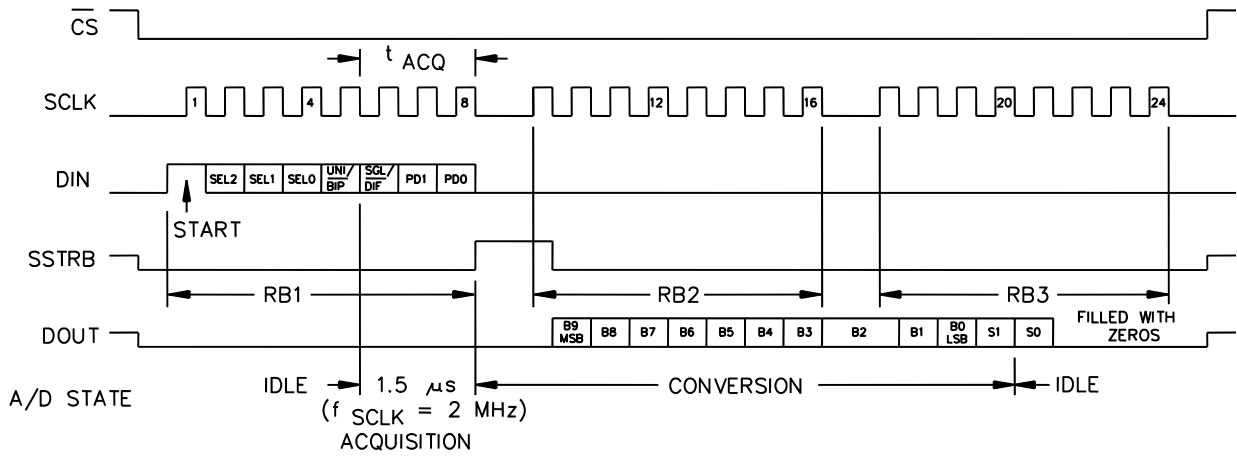 CS
t ACQ
SCLK 1 4 8 12 16 20 24
DIN SEL2 SEL1 SEL0 UNI/BIP SGL/DIF PD1 PD0
START
SSTRB
RB1 RB2 RB3
DOUT B9 MSB B8 B7 B6 B5 B4 B3 B2 B1 B0 LSB S1 S0 FILLED WITH ZEROS
A/D STATE IDLE 1.5 μs CONVERSION IDLE
(f SCLK = 2 MHz)
ACQUISITION